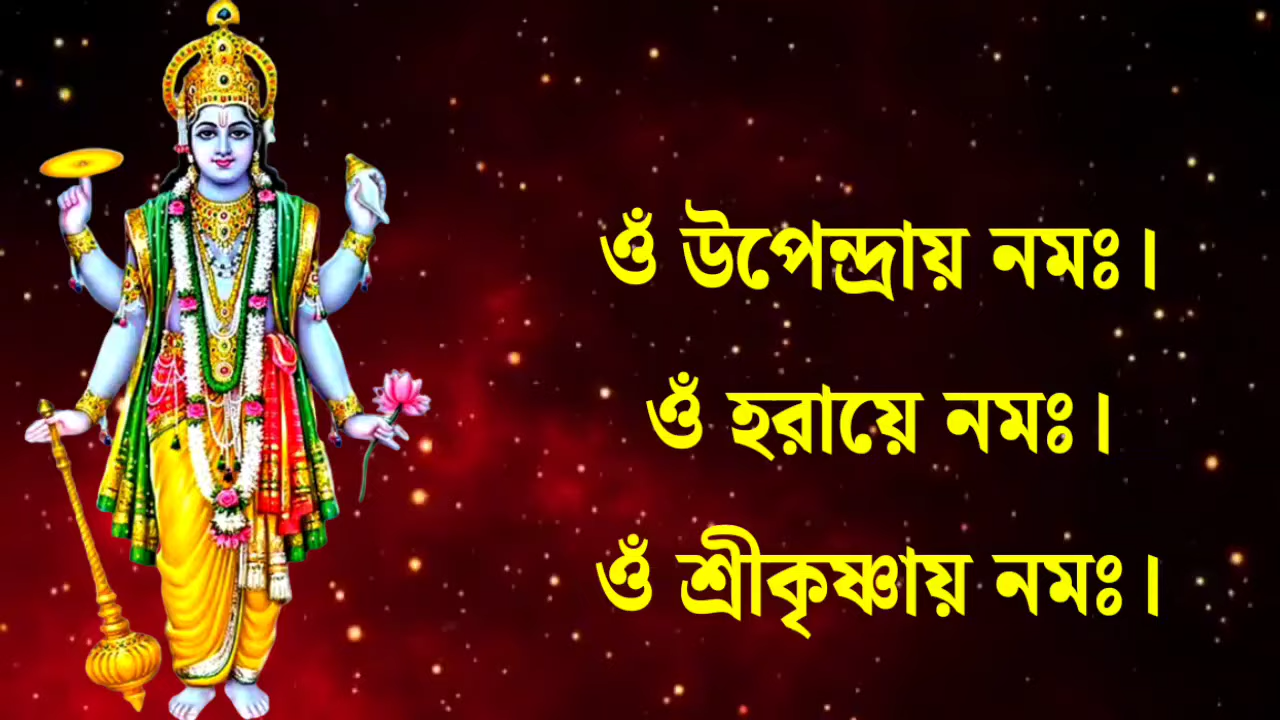 ওঁ উপেন্দ্রায় নমঃ।
ওঁ হরায়ে নমঃ।
ওঁ শ্রীকৃষ্ণায় নমঃ।